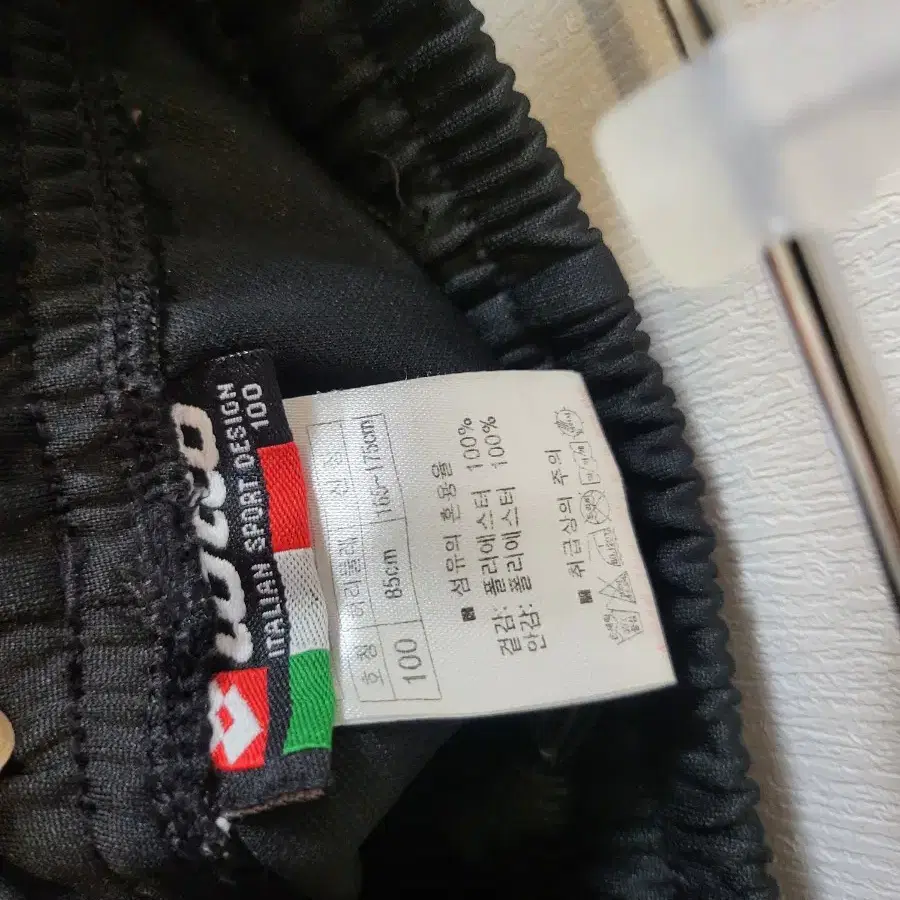 lotto
ITALIAN SPORT DESIGN
100
호칭 허리둘레 신장
100 85cm 165~175cm
섬유의 혼용율
겉감: 폴리에스터 100%
안감: 폴리에스터 100%
취급상의 주의